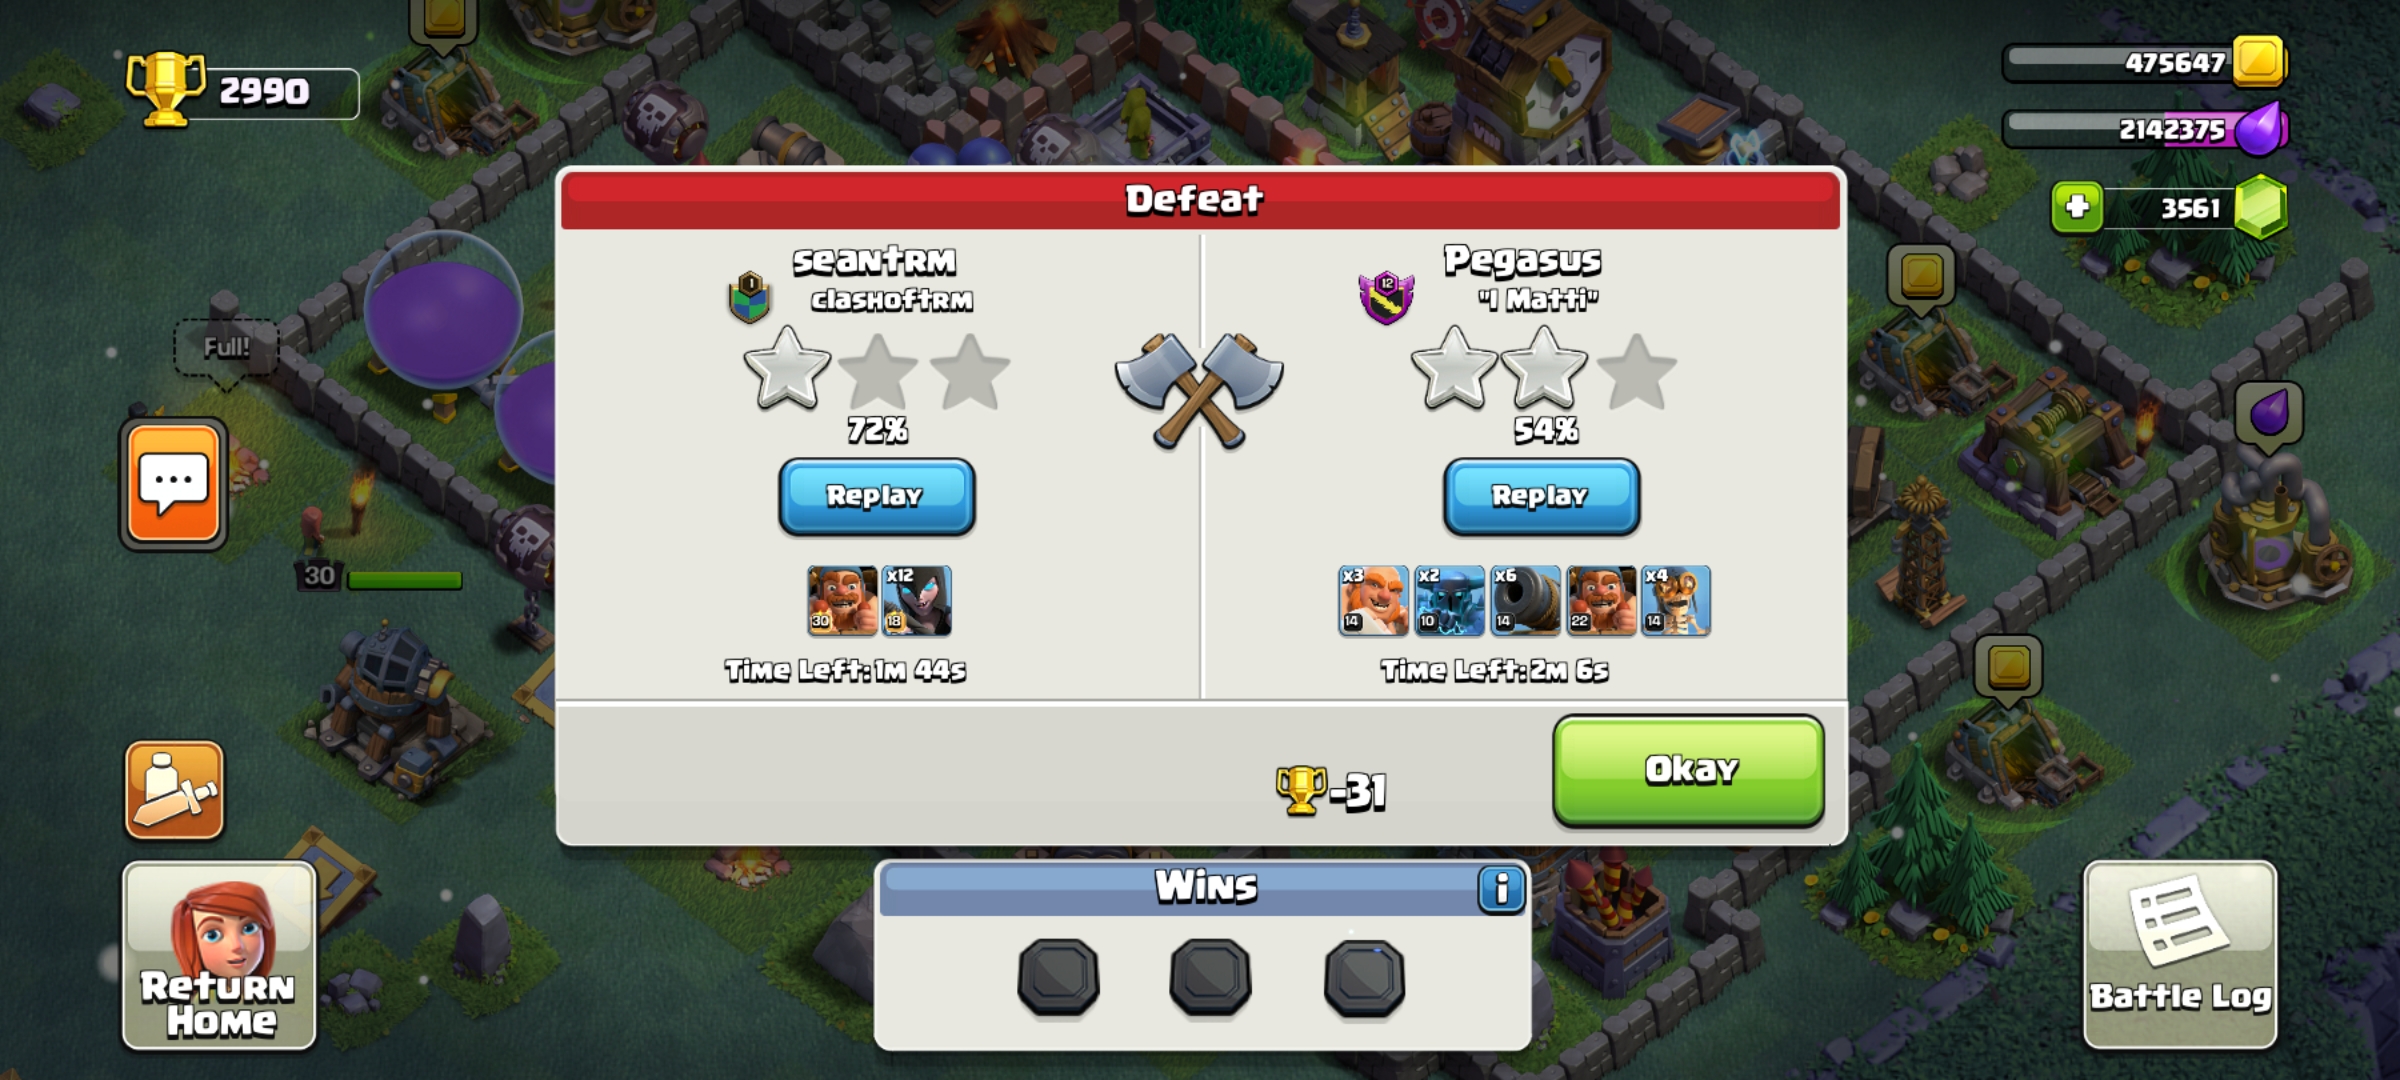 2990
475647
2142375
3561
Full!
30
Defeat
seantrm
clashoftrm
1
72%
Replay
30
x12
18
Time Left:1m 44s
Pegasus
"I Matti"
12
54%
Replay
x3
14
x2
10
x6
14
22
x4
14
Time Left:2m 6s
-31
Okay
Wins
i
Return
Home
Battle Log